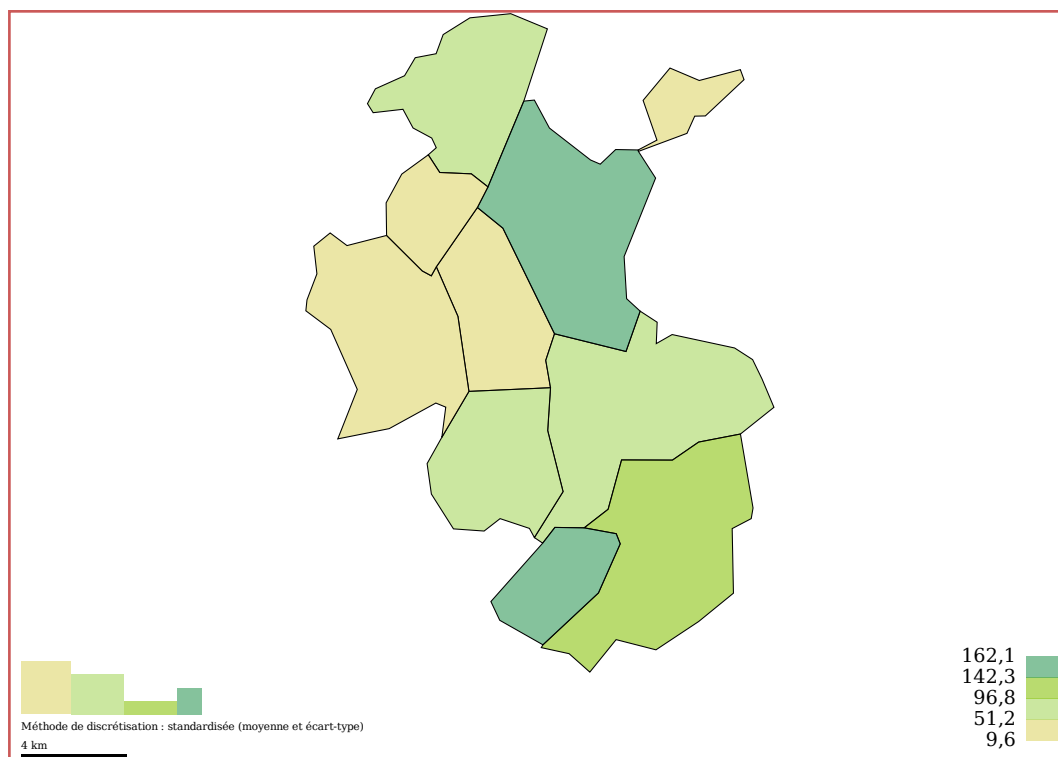 162,1
142,3
96,8
51,2
9,6
Méthode de discrétisation : standardisée (moyenne et écart-type)
4 km